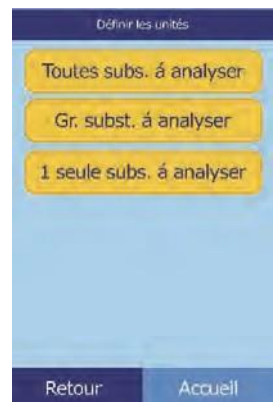 Définir les unités
Toutes subs. á analyser
Gr. subst. á analyser
1 seule subs. á analyser
Retour
Accueil